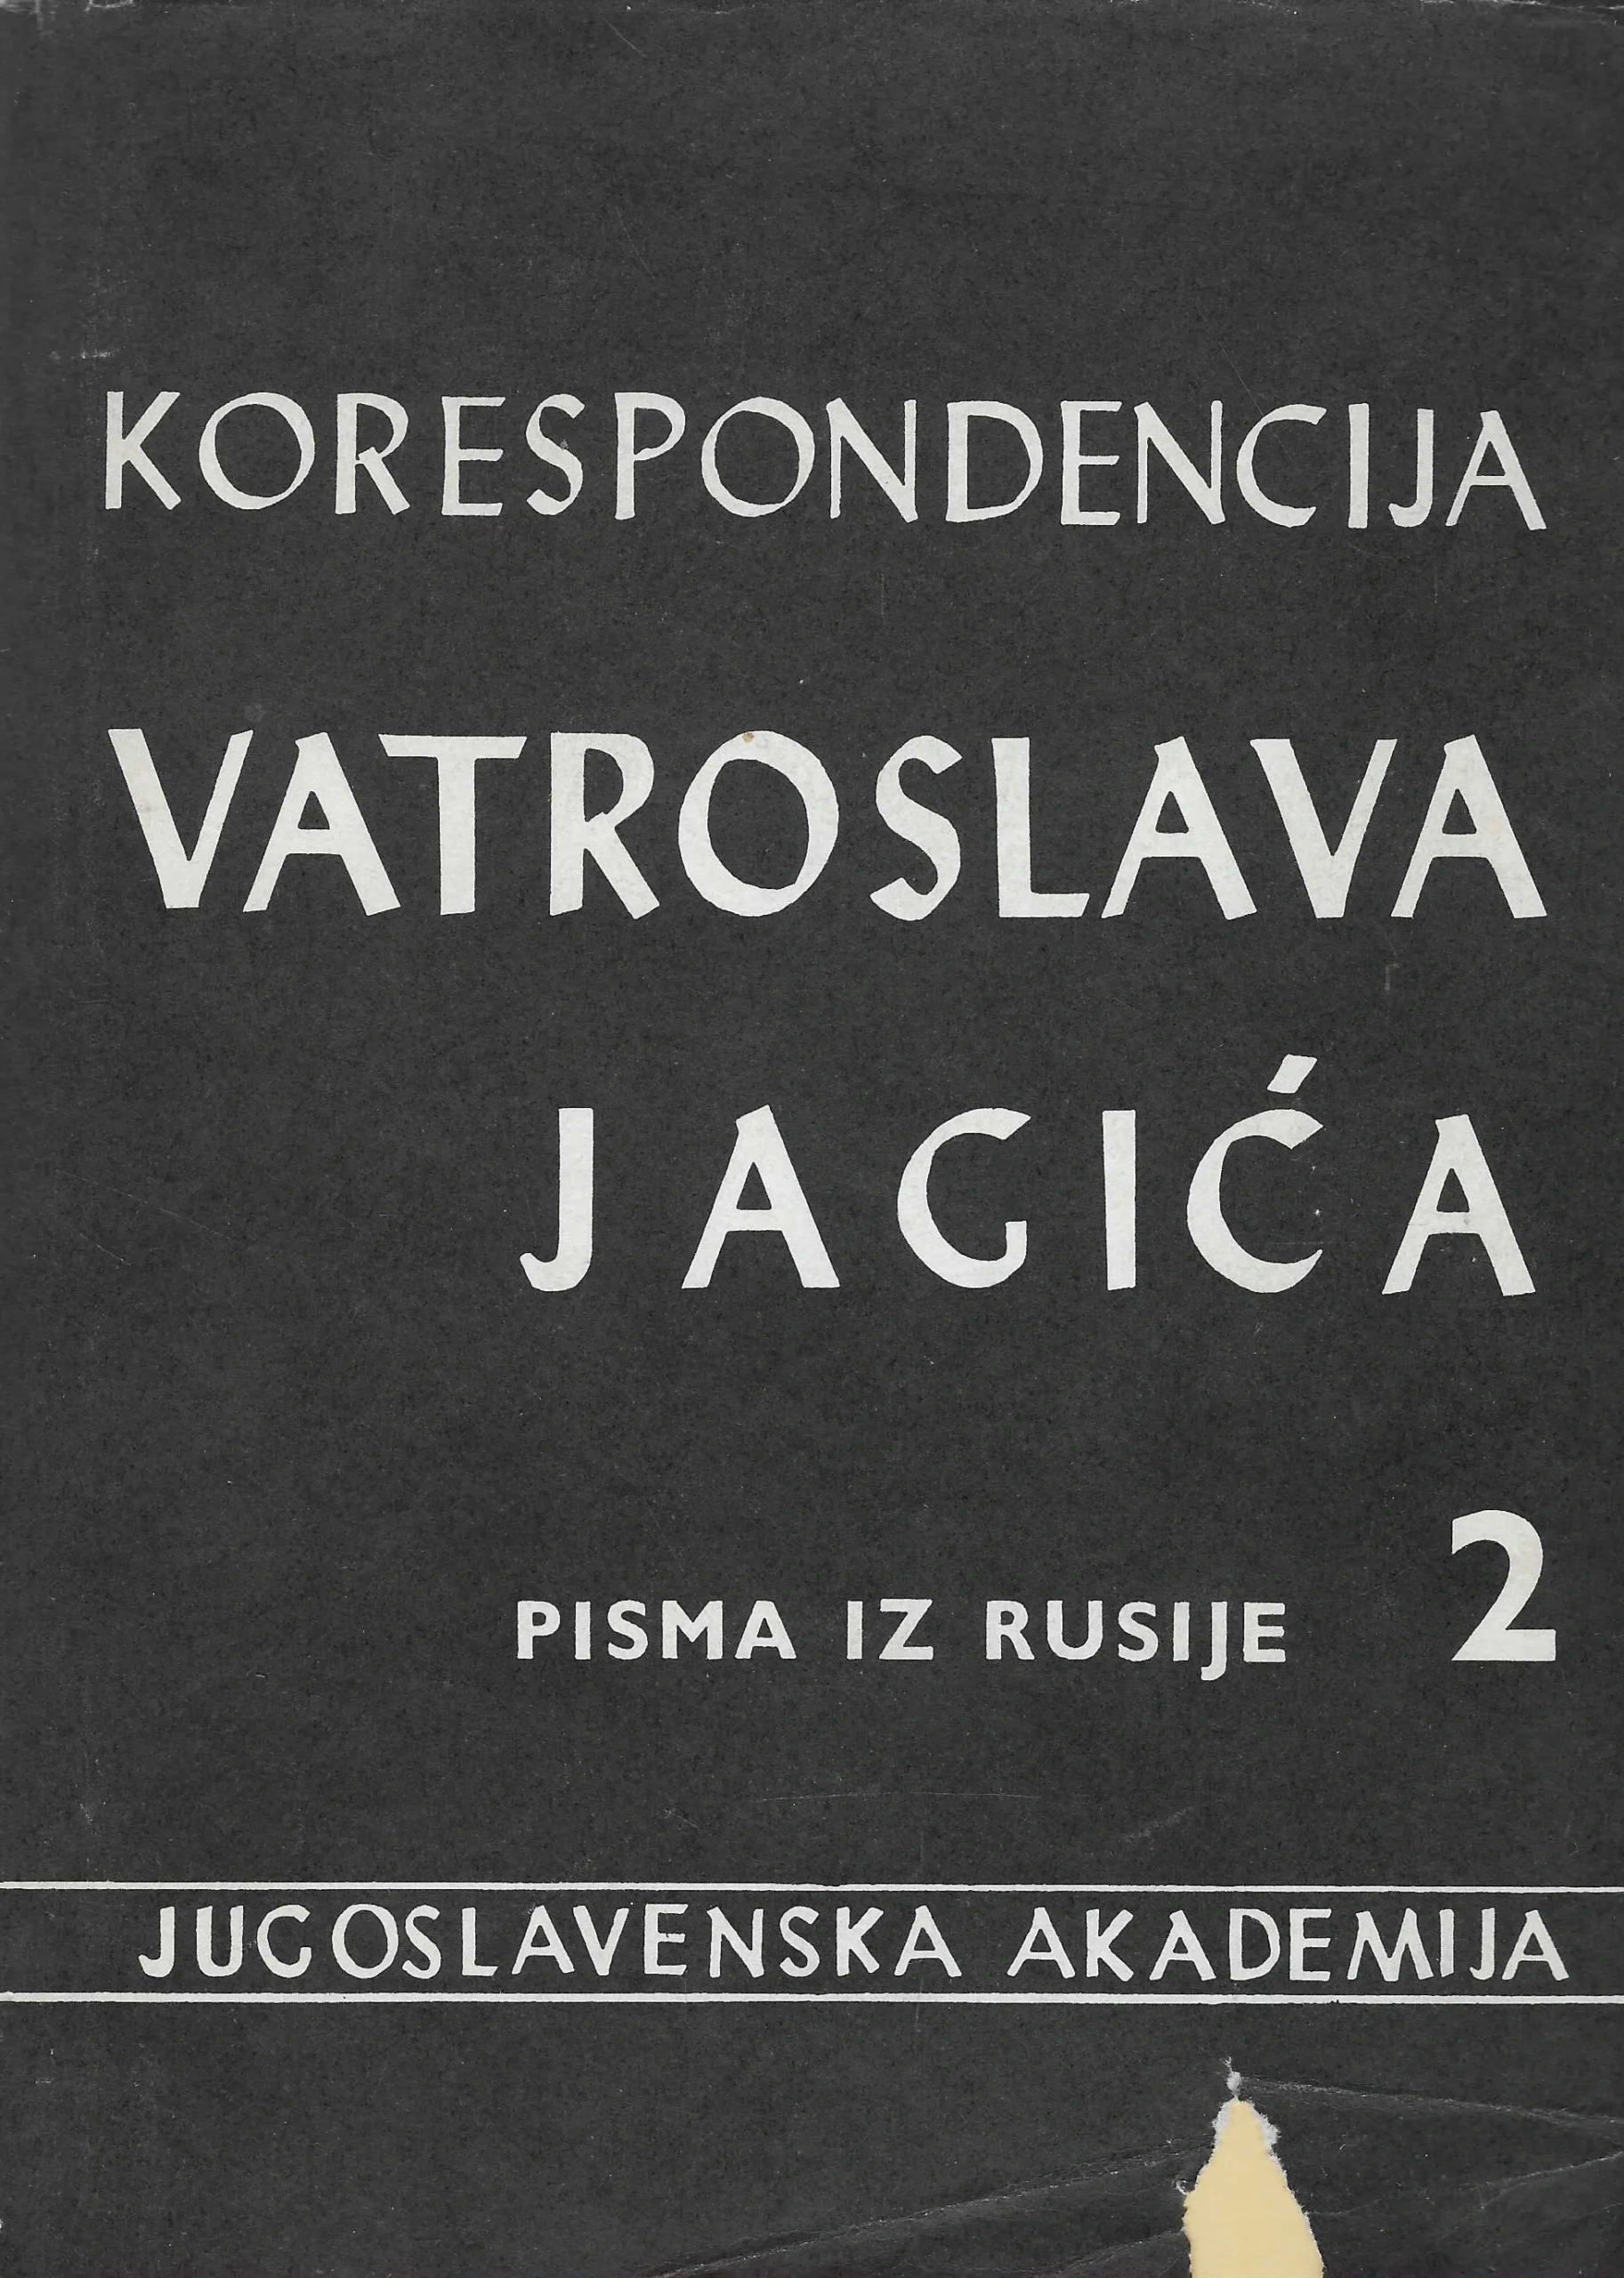 KORESPONDENCIJA
VATROSLAVA
JAGIĆA
PISMA IZ RUSIJE 2
JUGOSLAVENSKA AKADEMIJA